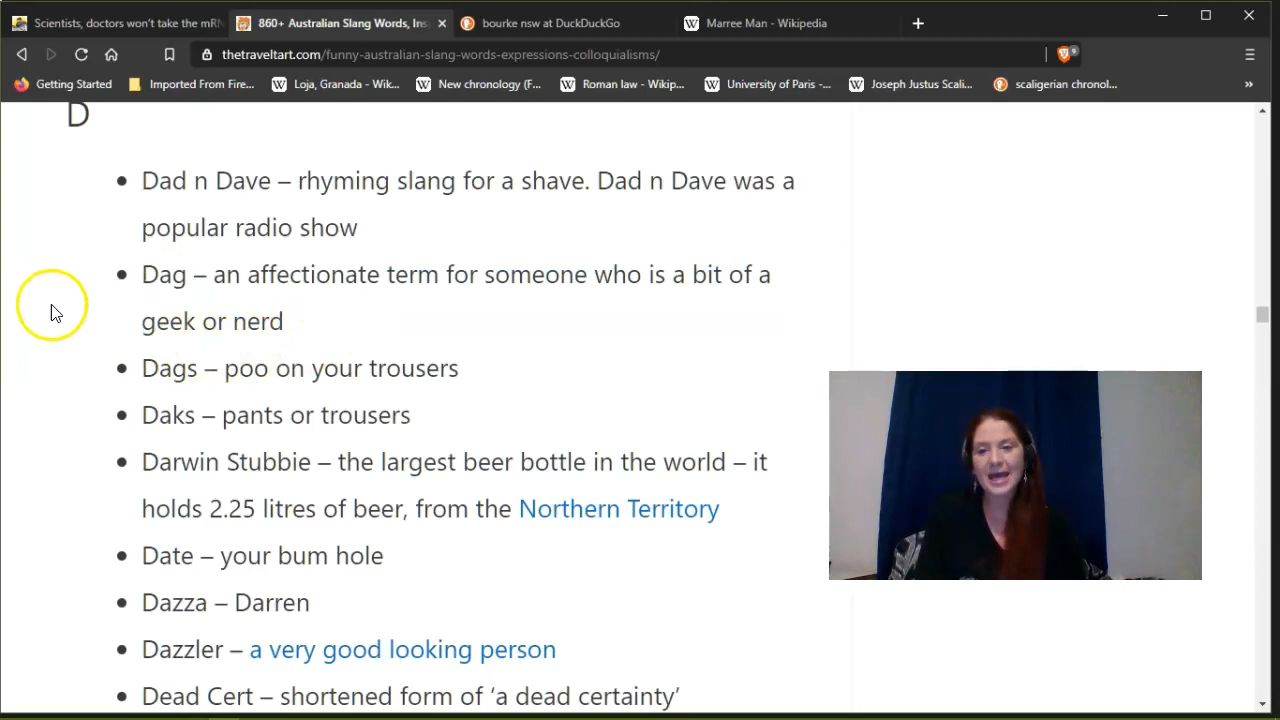 Scientists, doctors won't take the mRN
860+ Australian Slang Words, Ins
bourke nsw at DuckDuckGo
Marree Man - Wikipedia
thetraveltart.com/funny-australian-slang-words-expressions-colloquialisms/
Getting Started
Imported From Fire...
Loja, Granada - Wik...
New chronology (F...
Roman law - Wikip...
University of Paris -...
Joseph Justus Scali...
scaligerian chronol...
D
Dad n Dave – rhyming slang for a shave. Dad n Dave was a
popular radio show
Dag – an affectionate term for someone who is a bit of a
geek or nerd
Dags – poo on your trousers
Daks – pants or trousers
Darwin Stubbie – the largest beer bottle in the world – it
holds 2.25 litres of beer, from the Northern Territory
Date – your bum hole
Dazza – Darren
Dazzler – a very good looking person
Dead Cert – shortened form of ‘a dead certainty’